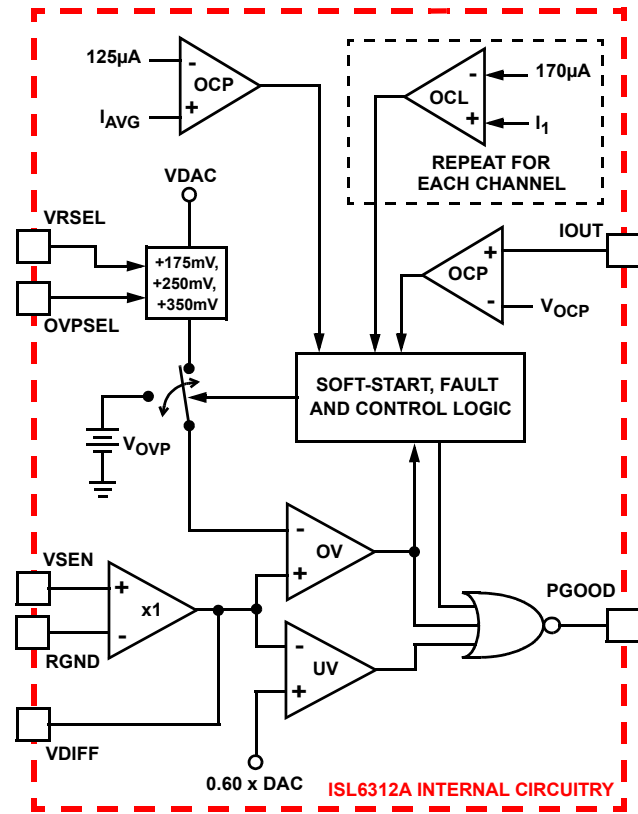 125µA
-
OCP
+
I_AVG
-
170µA
OCL
+
I_1
REPEAT FOR
EACH CHANNEL
VDAC
VRSEL
OVPSEL
+175mV,
+250mV,
+350mV
IOUT
+
OCP
-
V_OCP
SOFT-START, FAULT
AND CONTROL LOGIC
V_OVP
-
OV
+
VSEN
+
x1
-
RGND
VDIFF
-
UV
+
PGOOD
0.60 x DAC
ISL6312A INTERNAL CIRCUITRY